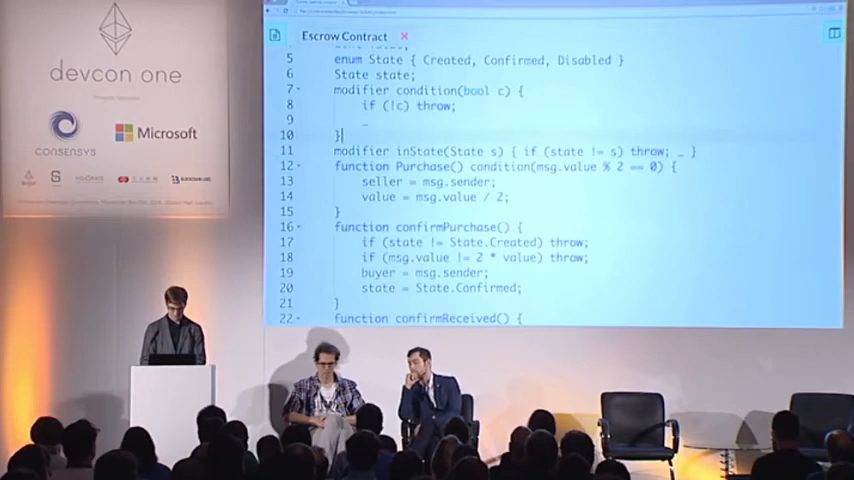 devcon one
CONSENSYS
Microsoft
Escrow Contract
5 enum State { Created, Confirmed, Disabled }
6 State state;
7 modifier condition(bool c) {
8 if (!c) throw;
9 _
10 }
11 modifier inState(State s) { if (state != s) throw; _ }
12 function Purchase() condition(msg.value % 2 == 0) {
13 seller = msg.sender;
14 value = msg.value / 2;
15 }
16 function confirmPurchase() {
17 if (state != State.Created) throw;
18 if (msg.value != 2 * value) throw;
19 buyer = msg.sender;
20 state = State.Confirmed;
21 }
22 function confirmReceived() {